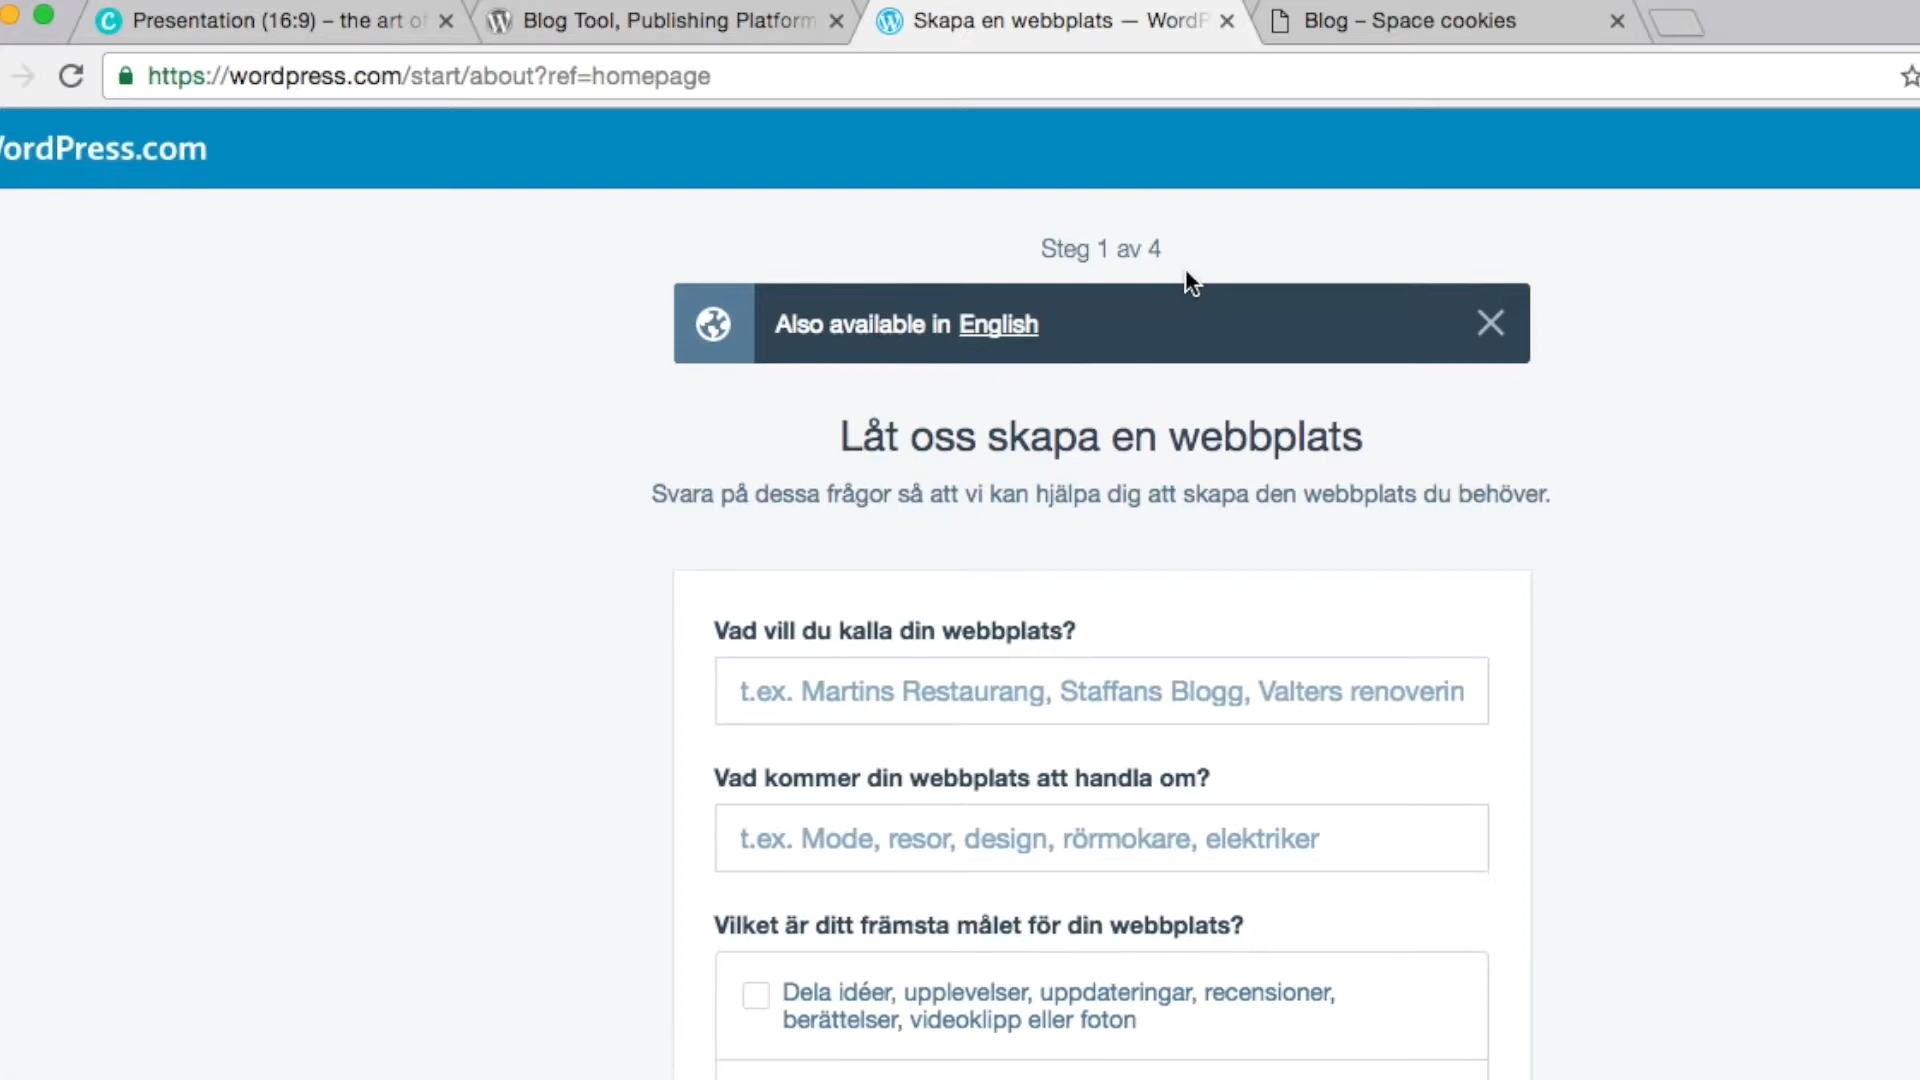 Presentation (16:9) – the art of
Blog Tool, Publishing Platform
Skapa en webbplats — WordP
Blog – Space cookies
https://wordpress.com/start/about?ref=homepage
WordPress.com
Steg 1 av 4
Also available in English
Låt oss skapa en webbplats
Svara på dessa frågor så att vi kan hjälpa dig att skapa den webbplats du behöver.
Vad vill du kalla din webbplats?
t.ex. Martins Restaurang, Staffans Blogg, Valters renoverin
Vad kommer din webbplats att handla om?
t.ex. Mode, resor, design, rörmokare, elektriker
Vilket är ditt främsta målet för din webbplats?
Dela idéer, upplevelser, uppdateringar, recensioner,
berättelser, videoklipp eller foton